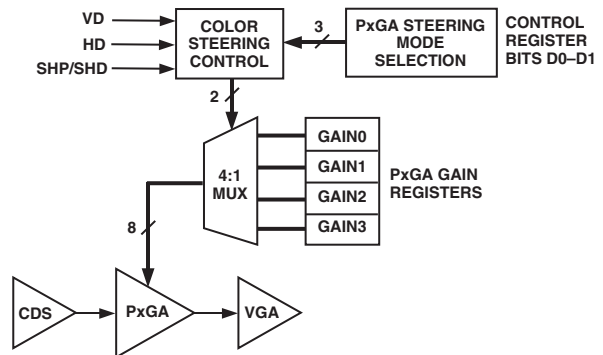 VD
HD
SHP/SHD
COLOR
STEERING
CONTROL
3
PxGA STEERING
MODE
SELECTION
CONTROL
REGISTER
BITS D0–D1
2
4:1
MUX
GAIN0
GAIN1
GAIN2
GAIN3
PxGA GAIN
REGISTERS
8
CDS
PxGA
VGA